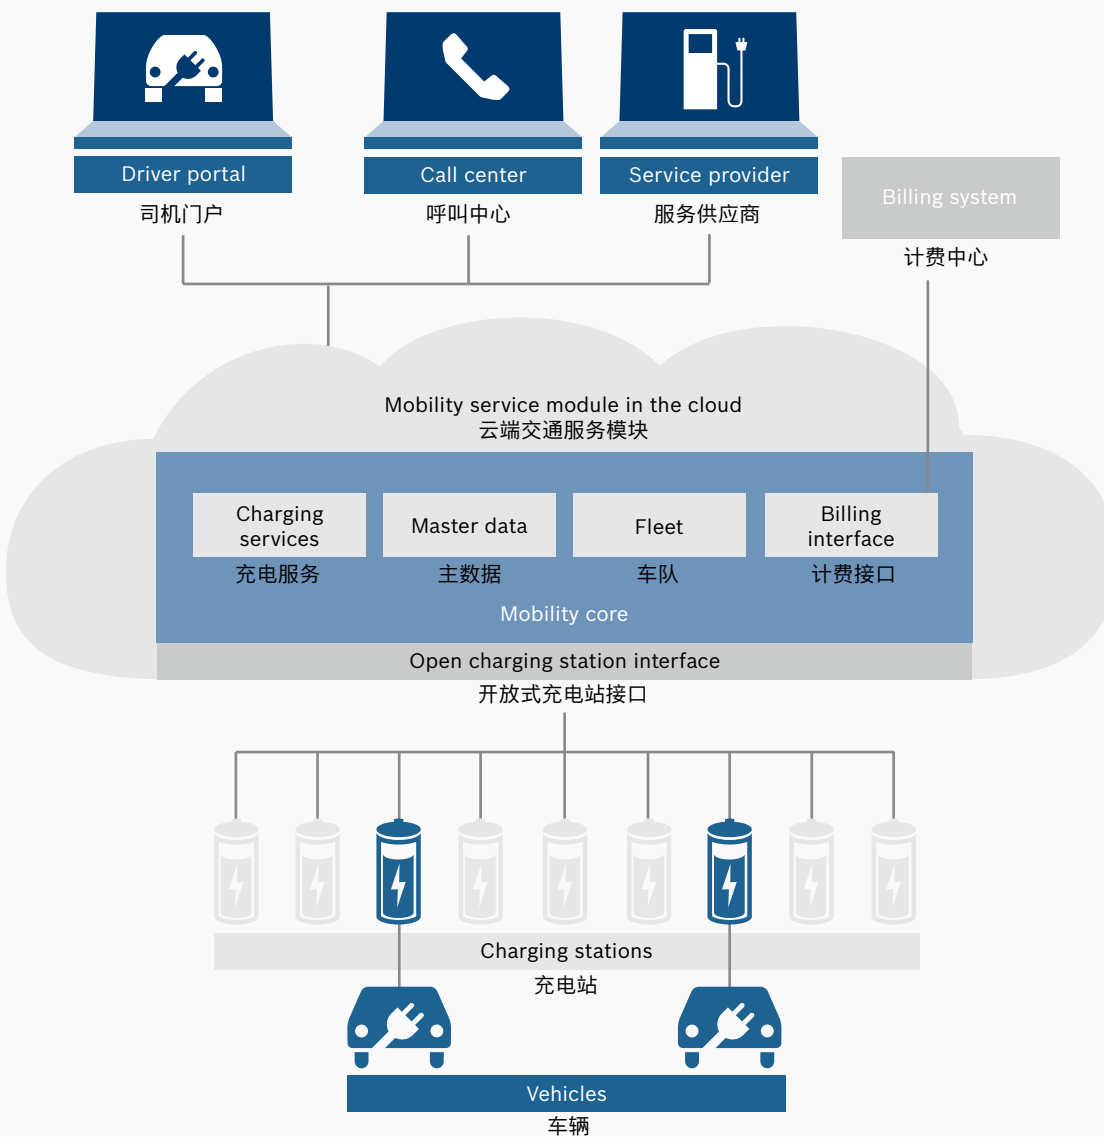 Driver portal
司机门户
Call center
呼叫中心
Service provider
服务供应商
Billing system
计费中心
Mobility service module in the cloud
云端交通服务模块
Charging
services
充电服务
Master data
主数据
Fleet
车队
Billing
interface
计费接口
Mobility core
Open charging station interface
开放式充电站接口
Charging stations
充电站
Vehicles
车辆